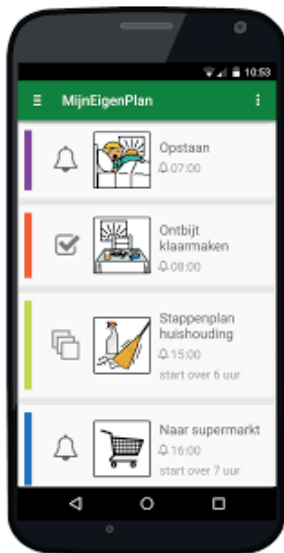 10:53
MijnEigenPlan
Opstaan
07:00
Ontbijt
klaarmaken
08:00
Stappenplan
huishouding
15:00
start over 6 uur
Naar supermarkt
16:00
start over 7 uur